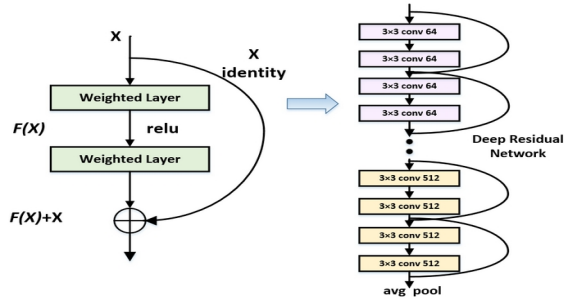 X
X
identity
Weighted Layer
F(X)
relu
Weighted Layer
F(X)+X
3×3 conv 64
3×3 conv 64
3×3 conv 64
3×3 conv 64
Deep Residual
Network
3×3 conv 512
3×3 conv 512
3×3 conv 512
3×3 conv 512
avg pool